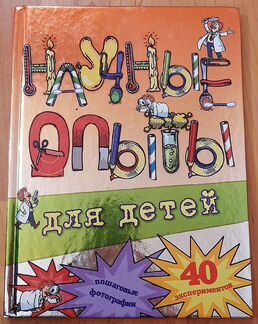 НАУЧНЫЕ
ОПЫТЫ
для детей
пошаговые
фотографии
40
экспериментов